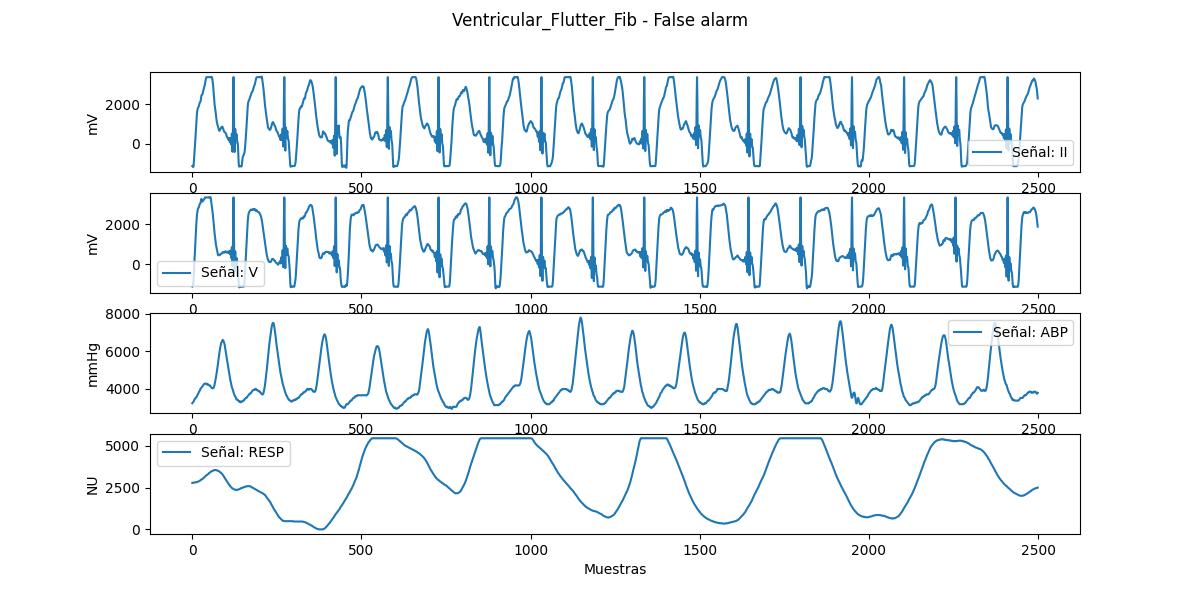 Ventricular_Flutter_Fib - False alarm
mV
2000
0
Señal: II
0 500 1000 1500 2000 2500
mV
2000
0
Señal: V
0 500 1000 1500 2000 2500
mmHg
8000
6000
4000
Señal: ABP
0 500 1000 1500 2000 2500
NU
5000
2500
0
Señal: RESP
0 500 1000 1500 2000 2500
Muestras